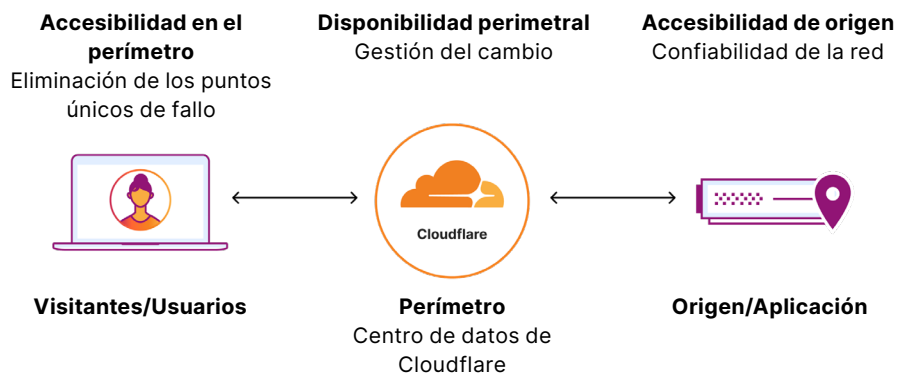 Accesibilidad en el
perímetro
Eliminación de los puntos
únicos de fallo
Disponibilidad perimetral
Gestión del cambio
Accesibilidad de origen
Confiabilidad de la red
Cloudflare
Visitantes/Usuarios
Perímetro
Centro de datos de
Cloudflare
Origen/Aplicación